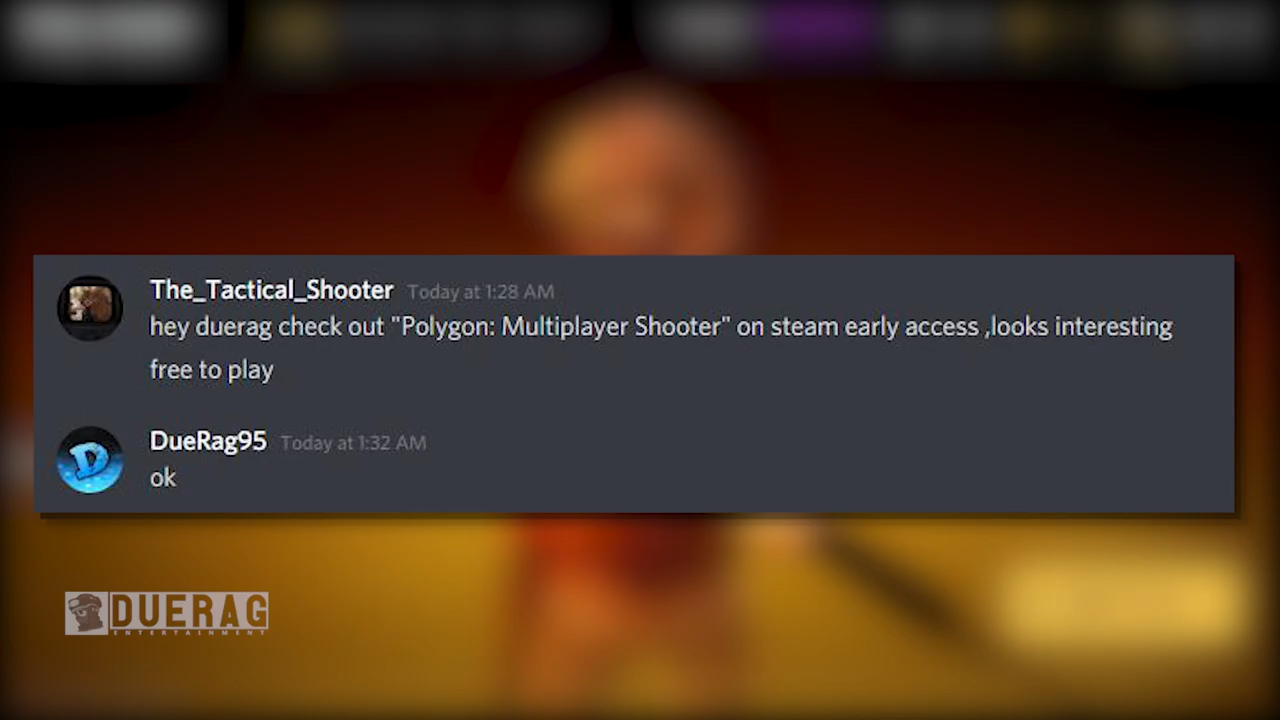 The_Tactical_Shooter Today at 1:28 AM
hey duerag check out "Polygon: Multiplayer Shooter" on steam early access ,looks interesting
free to play
DueRag95 Today at 1:32 AM
ok
DUERAG
ENTERTAINMENT